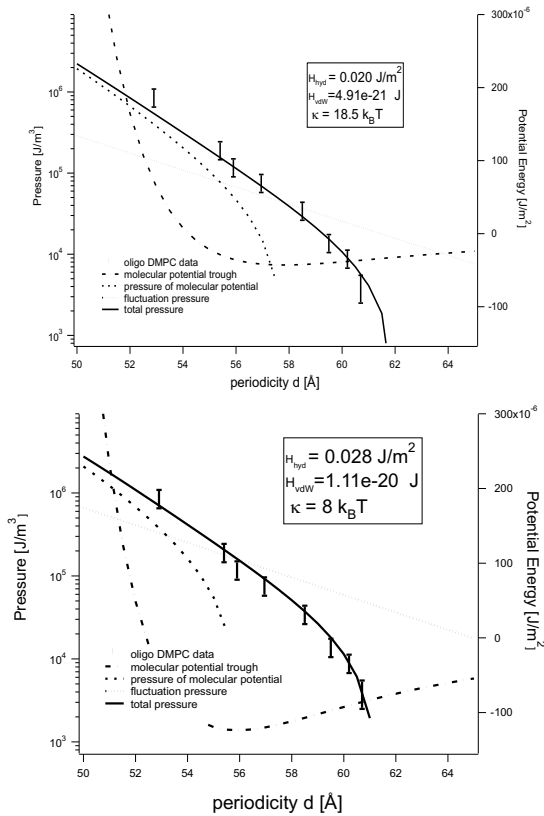 300x10⁻⁶
10⁶
10⁵
10⁴
10³
Pressure [J/m³]
H_hyd = 0.020 J/m²
H_vdW=4.91e-21 J
κ = 18.5 k_BT
200
100
0
-100
Potential Energy [J/m²]
oligo DMPC data
molecular potential trough
pressure of molecular potential
fluctuation pressure
total pressure
50 52 54 56 58 60 62 64
periodicity d [Å]
300x10⁻⁶
10⁶
10⁵
10⁴
10³
Pressure [J/m³]
H_hyd = 0.028 J/m²
H_vdW=1.11e-20 J
κ = 8 k_BT
200
100
0
-100
Potential Energy [J/m²]
oligo DMPC data
molecular potential trough
pressure of molecular potential
fluctuation pressure
total pressure
50 52 54 56 58 60 62 64
periodicity d [Å]